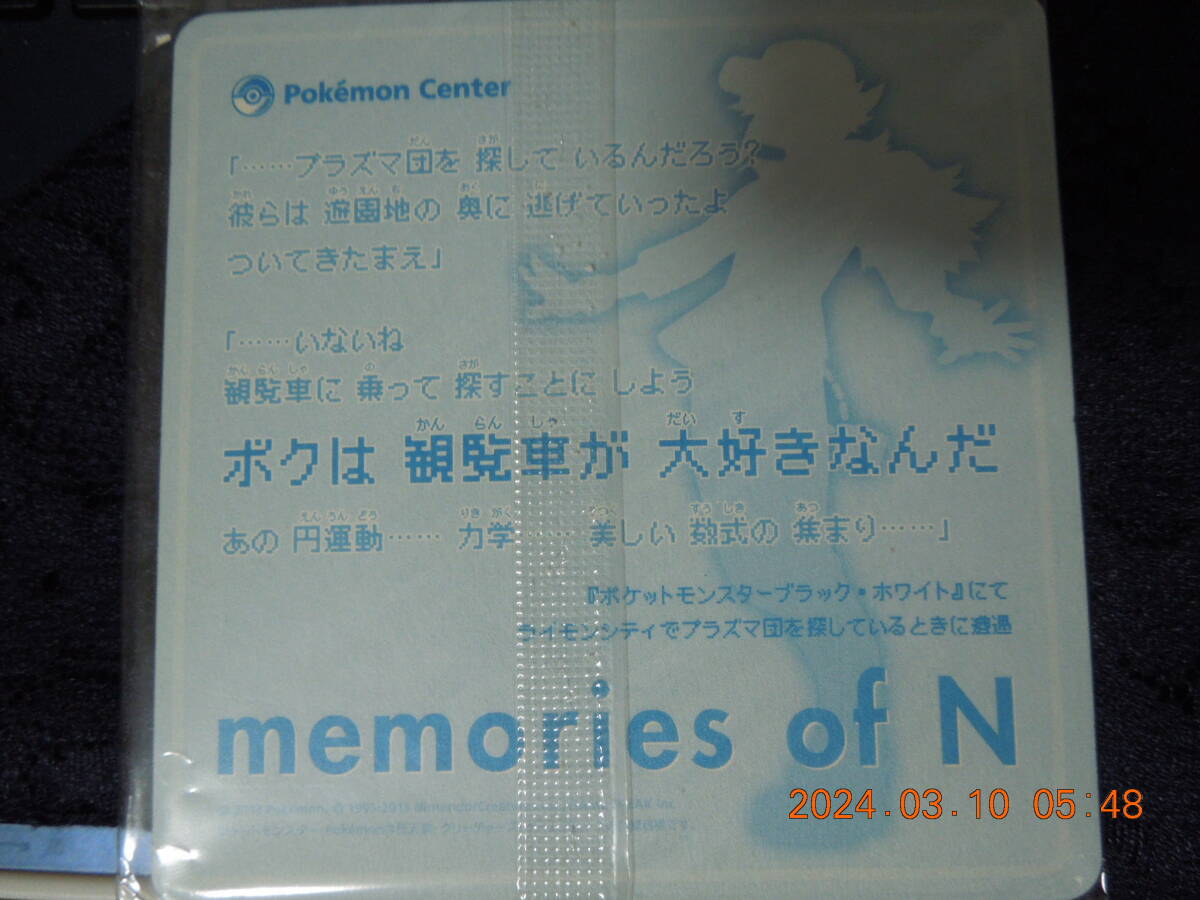 Pokémon Center
「……プラズマ団を 探して いるんだろう?
彼らは 遊園地の 奥に 逃げていったよ
ついてきたまえ」
「……いないね
観覧車に 乗って 探すことに しよう
ボクは 観覧車が 大好きなんだ
あの 円運動…… 力学…… 美しい 数式の 集まり……」
『ポケットモンスターブラック・ホワイト』にて
ライモンシティでプラズマ団を探しているときに遭遇
memories of N
2024.03.10 05:48